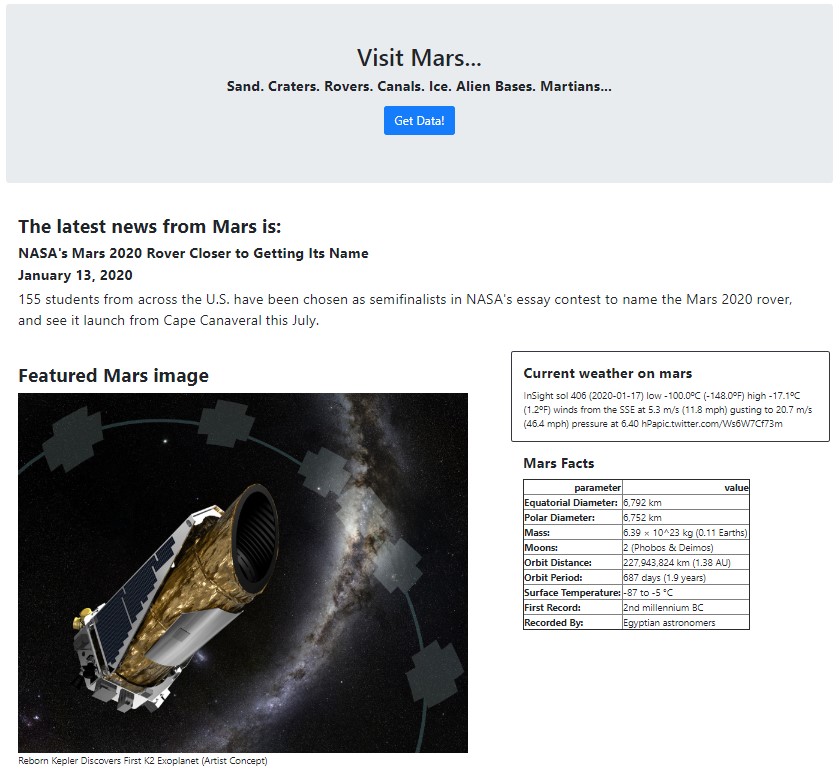 Visit Mars...
Sand. Craters. Rovers. Canals. Ice. Alien Bases. Martians...
Get Data!
The latest news from Mars is:
NASA's Mars 2020 Rover Closer to Getting Its Name
January 13, 2020
155 students from across the U.S. have been chosen as semifinalists in NASA's essay contest to name the Mars 2020 rover,
and see it launch from Cape Canaveral this July.
Featured Mars image
Reborn Kepler Discovers First K2 Exoplanet (Artist Concept)
Current weather on mars
InSight sol 406 (2020-01-17) low -100.0ºC (-148.0ºF) high -17.1ºC
(1.2ºF) winds from the SSE at 5.3 m/s (11.8 mph) gusting to 20.7 m/s
(46.4 mph) pressure at 6.40 hPapic.twitter.com/Ws6W7Cf73m
Mars Facts
parameter value
Equatorial Diameter: 6,792 km
Polar Diameter: 6,752 km
Mass: 6.39 × 10^23 kg (0.11 Earths)
Moons: 2 (Phobos & Deimos)
Orbit Distance: 227,943,824 km (1.38 AU)
Orbit Period: 687 days (1.9 years)
Surface Temperature: -87 to -5 °C
First Record: 2nd millennium BC
Recorded By: Egyptian astronomers